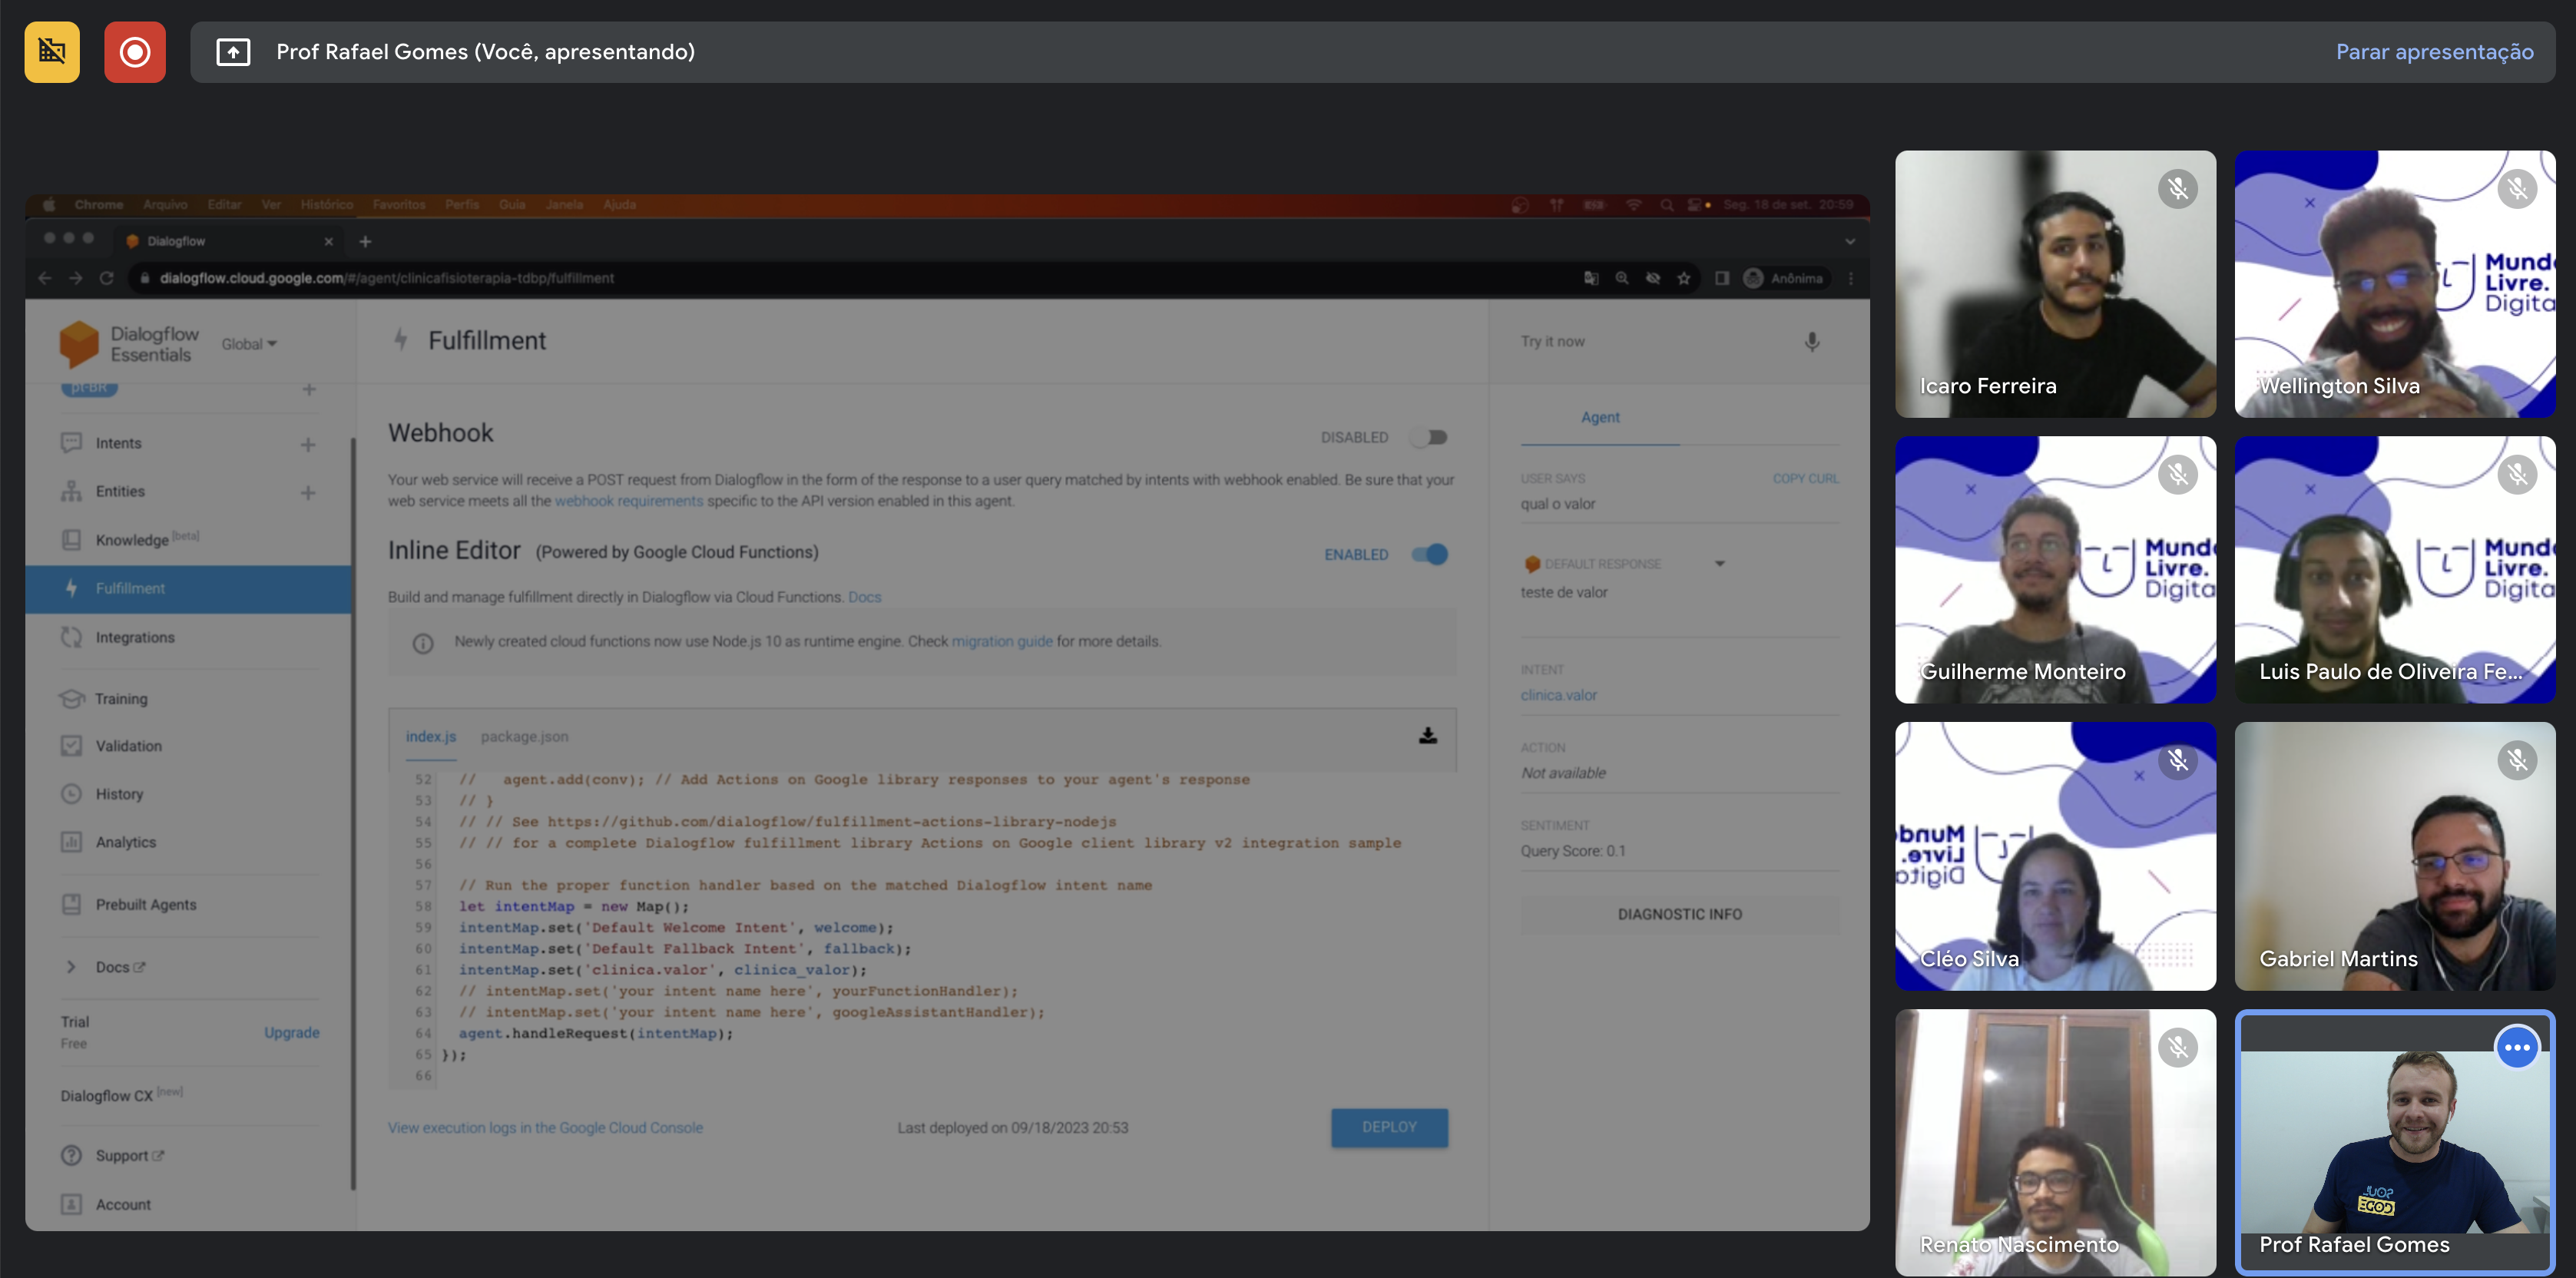 Prof Rafael Gomes (Você, apresentando)
Parar apresentação
Chrome Arquivo Editar Ver Histórico Favoritos Perfis Guia Janela Ajuda
Seg. 18 de set. 20:59
Dialogflow
dialogflow.cloud.google.com/#/agent/clinicafisioterapia-tdbp/fulfillment
Anônima
Dialogflow
Essentials
Global
pt-BR
Intents
Entities
Knowledge [beta]
Fulfillment
Integrations
Training
Validation
History
Analytics
Prebuilt Agents
Docs
Trial
Free
Upgrade
Dialogflow CX [new]
Support
Account
Fulfillment
Webhook
DISABLED
Your web service will receive a POST request from Dialogflow in the form of the response to a user query matched by intents with webhook enabled. Be sure that your
web service meets all the webhook requirements specific to the API version enabled in this agent.
Inline Editor (Powered by Google Cloud Functions)
ENABLED
Build and manage fulfillment directly in Dialogflow via Cloud Functions. Docs
Newly created cloud functions now use Node.js 10 as runtime engine. Check migration guide for more details.
index.js package.json
52 //   agent.add(conv); // Add Actions on Google library responses to your agent's response
53 // }
54 // // See https://github.com/dialogflow/fulfillment-actions-library-nodejs
55 // // for a complete Dialogflow fulfillment library Actions on Google client library v2 integration sample
56
57 // Run the proper function handler based on the matched Dialogflow intent name
58 let intentMap = new Map();
59 intentMap.set('Default Welcome Intent', welcome);
60 intentMap.set('Default Fallback Intent', fallback);
61 intentMap.set('clinica.valor', clinica_valor);
62 // intentMap.set('your intent name here', yourFunctionHandler);
63 // intentMap.set('your intent name here', googleAssistantHandler);
64 agent.handleRequest(intentMap);
65 });
66
View execution logs in the Google Cloud Console
Last deployed on 09/18/2023 20:53
DEPLOY
Try it now
Agent
USER SAYS
COPY CURL
qual o valor
DEFAULT RESPONSE
teste de valor
INTENT
clinica.valor
ACTION
Not available
SENTIMENT
Query Score: 0.1
DIAGNOSTIC INFO
Icaro Ferreira
Mundo
Livre.
Digita
Wellington Silva
Mundo
Livre.
Digita
Guilherme Monteiro
Mundo
Livre.
Digita
Luis Paulo de Oliveira Fe...
Mundo
Livre.
Digital
Cléo Silva
Gabriel Martins
Renato Nascimento
CODE
Prof Rafael Gomes